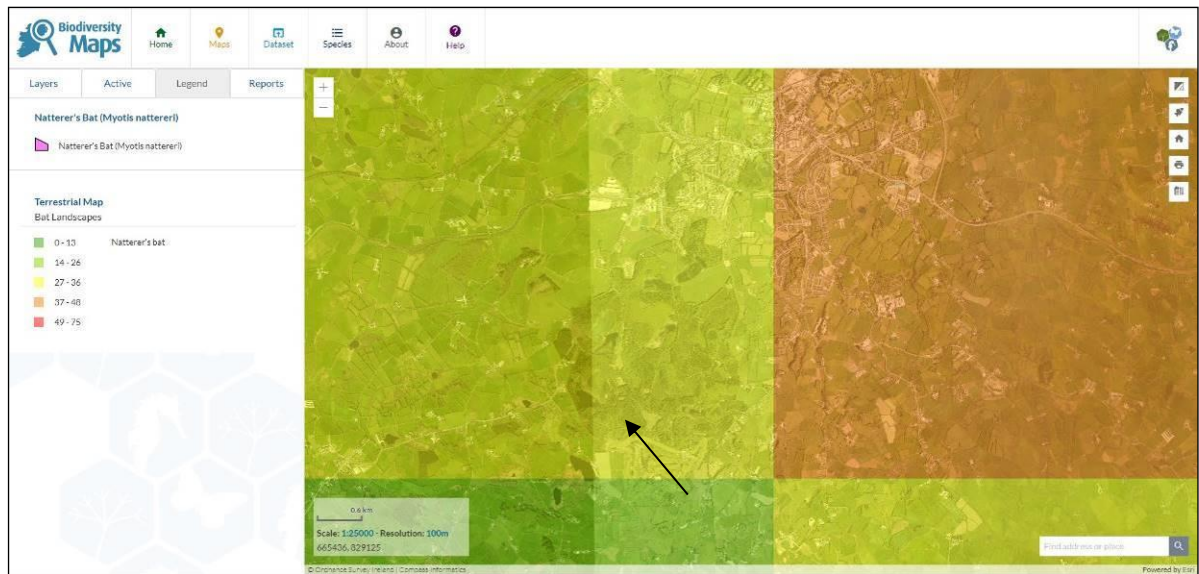 Biodiversity
Maps
Home
Maps
Dataset
Species
About
Help
Layers
Active
Legend
Reports
Natterer's Bat (Myotis nattereri)
Natterer's Bat (Myotis nattereri)
Terrestrial Map
Bat Landscapes
0 - 13 Natterer's bat
14 - 26
27 - 36
37 - 48
49 - 75
+
−
0.6 km
Scale: 1:25000 - Resolution: 100m
665436, 829125
Find address or place
© Ordnance Survey Ireland | Compass Informatics
Powered by Esri